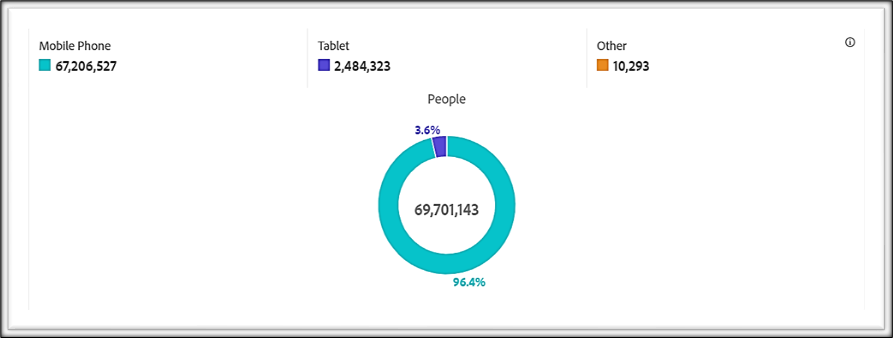 Mobile Phone
67,206,527
Tablet
2,484,323
Other
10,293
People
3.6%
69,701,143
96.4%